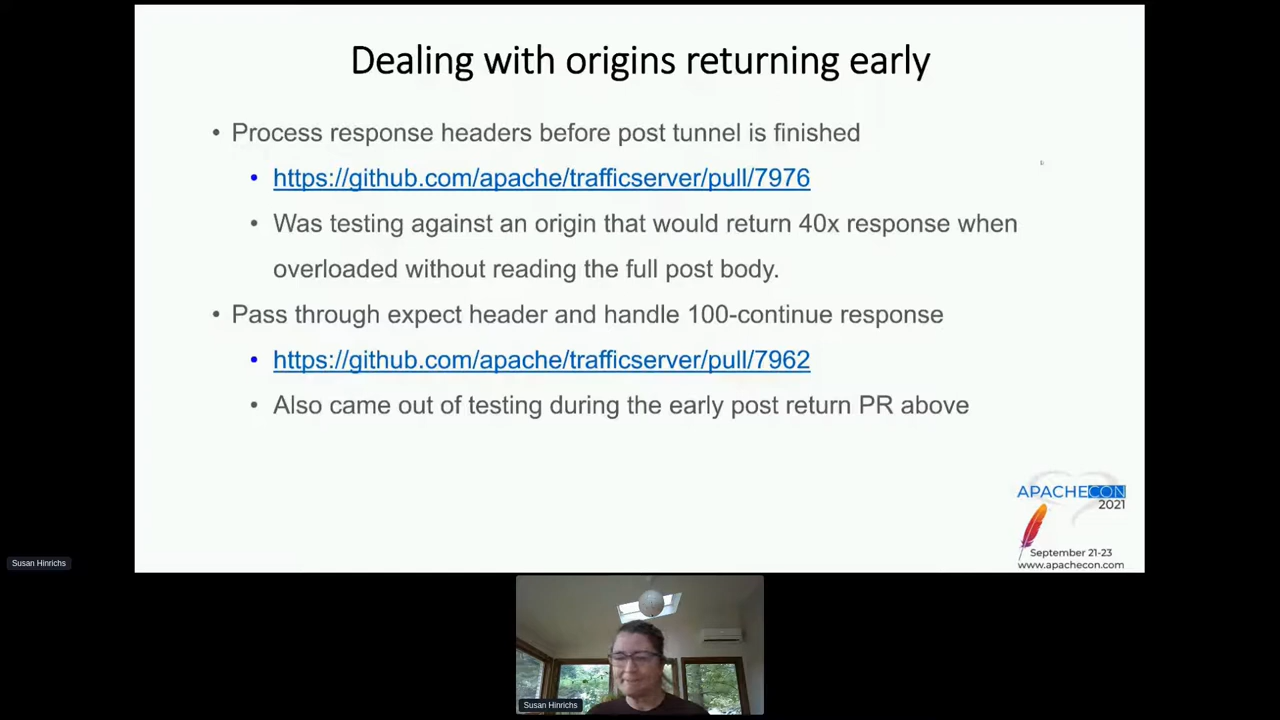 Dealing with origins returning early
• Process response headers before post tunnel is finished
• https://github.com/apache/trafficserver/pull/7976
• Was testing against an origin that would return 40x response when
overloaded without reading the full post body.
• Pass through expect header and handle 100-continue response
• https://github.com/apache/trafficserver/pull/7962
• Also came out of testing during the early post return PR above
APACHECON
2021
September 21-23
www.apachecon.com
Susan Hinrichs
Susan Hinrichs